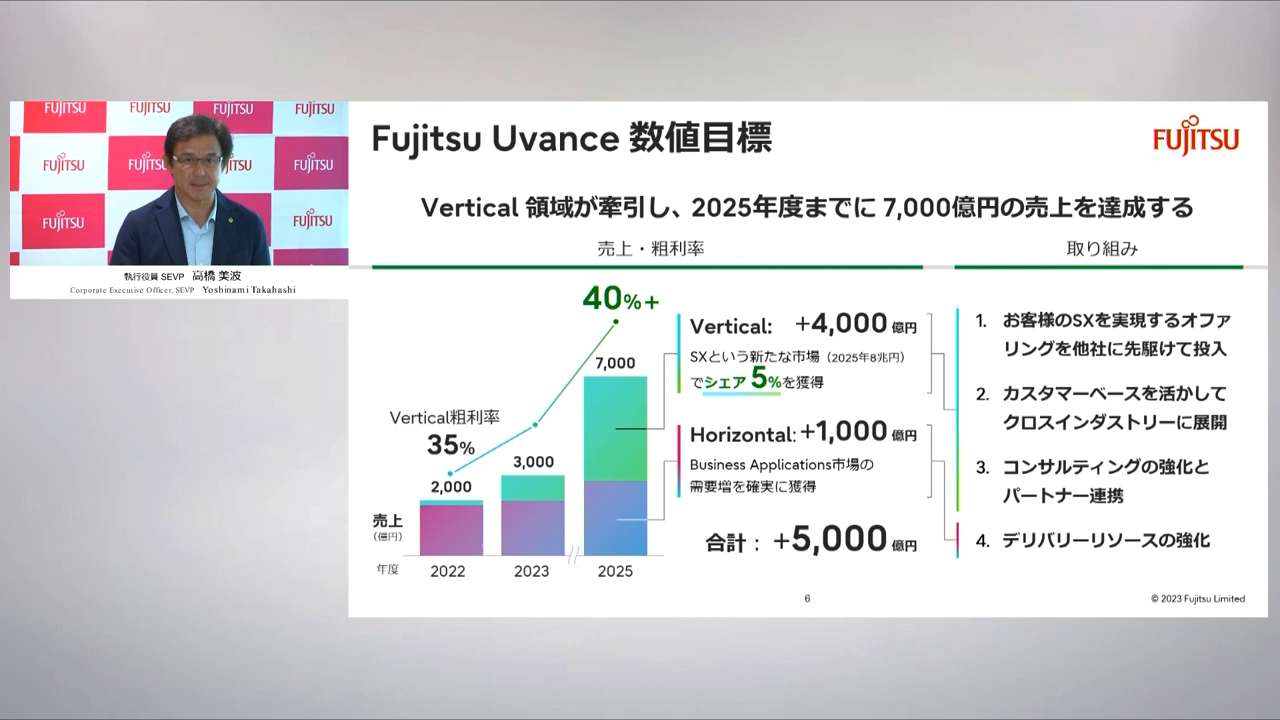 FUJITSU
FUJITSU
FUJITSU
FUJITSU
FUJITSU
FUJITSU
FUJITSU
FUJITSU
FUJITSU
FUJITSU
執行役員 SEVP 高橋 美波
Corporate Executive Officer, SEVP Yoshinami Takahashi
Fujitsu Uvance 数値目標
FUJITSU
Vertical 領域が牽引し、2025年度までに 7,000億円の売上を達成する
売上・粗利率
取り組み
40%+
7,000
Vertical粗利率
35%
3,000
2,000
売上
(億円)
年度
2022
2023
2025
Vertical: +4,000 億円
SXという新たな市場（2025年8兆円）
でシェア 5%を獲得
Horizontal: +1,000 億円
Business Applications市場の
需要増を確実に獲得
合計： +5,000 億円
1. お客様のSXを実現するオファ
リングを他社に先駆けて投入
2. カスタマーベースを活かして
クロスインダストリーに展開
3. コンサルティングの強化と
パートナー連携
4. デリバリーリソースの強化
6
© 2023 Fujitsu Limited